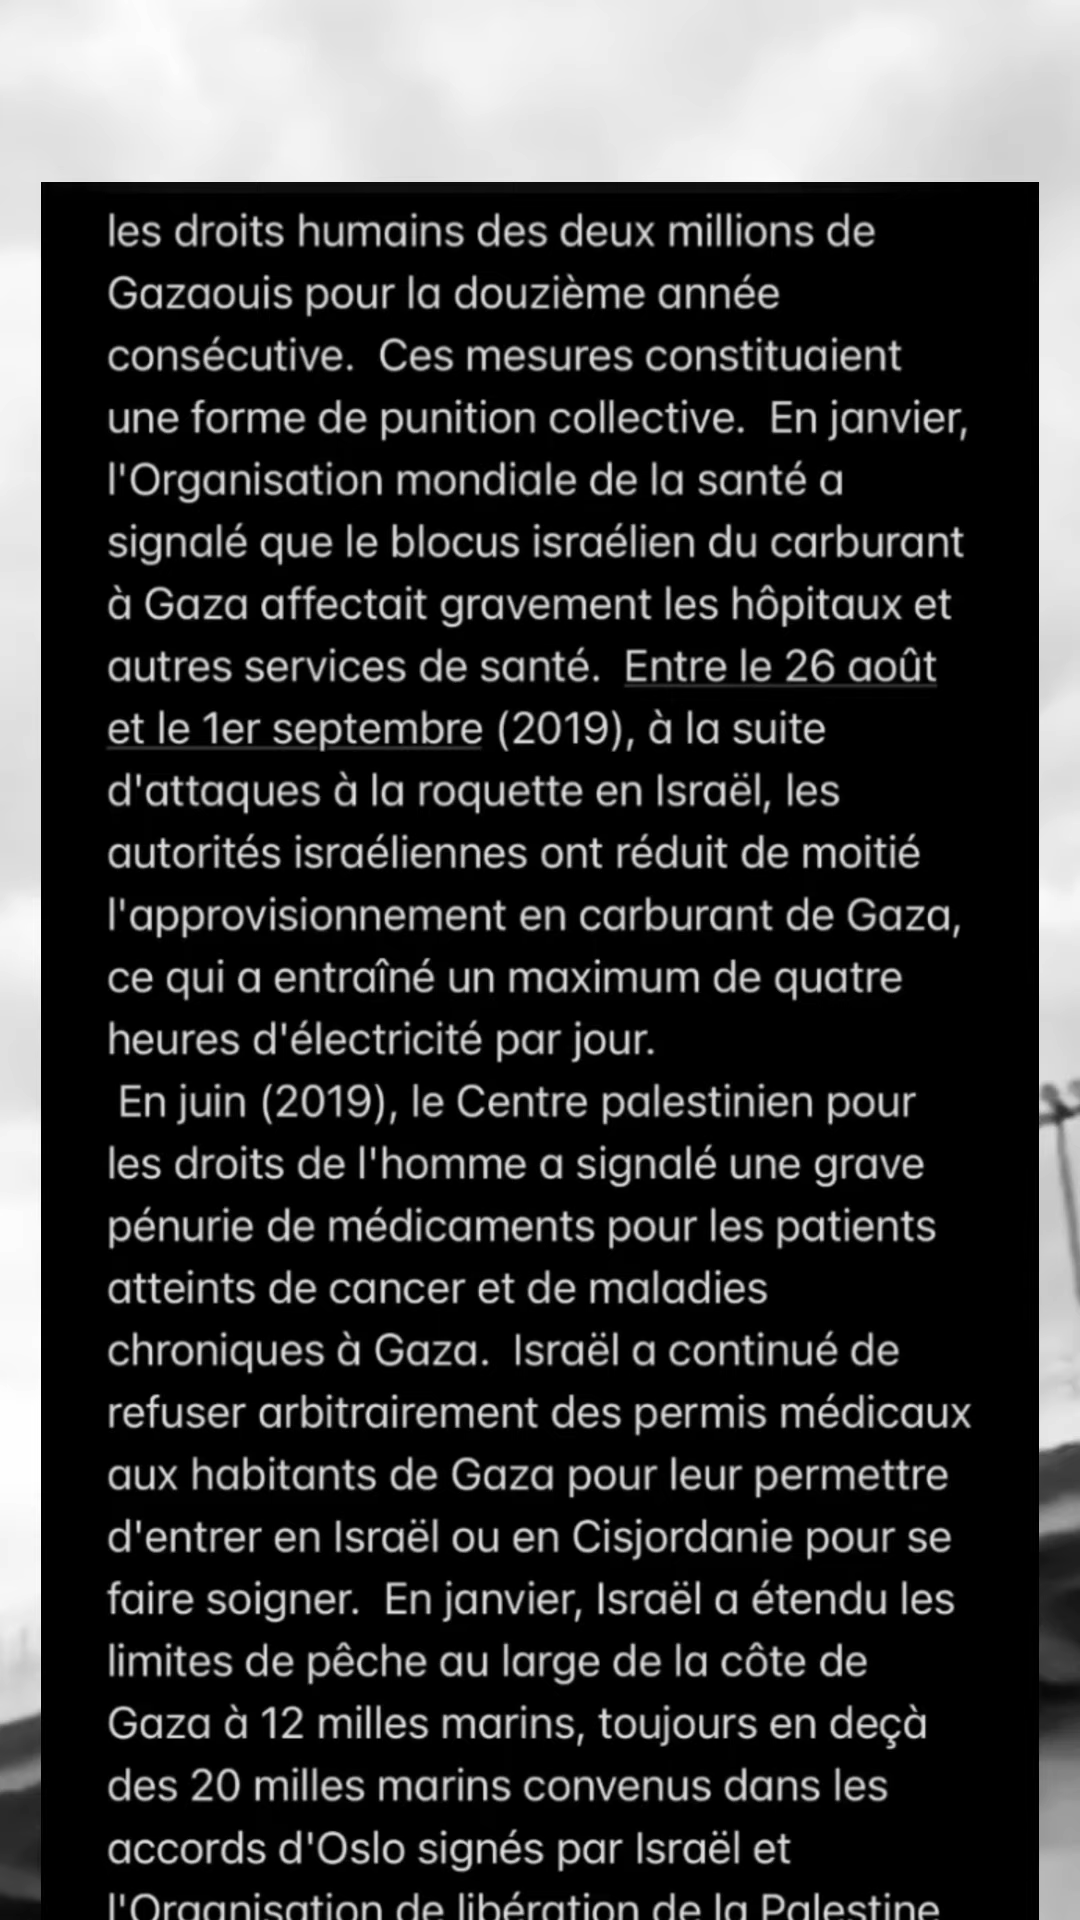 les droits humains des deux millions de
Gazaouis pour la douzième année
consécutive.  Ces mesures constituaient
une forme de punition collective.  En janvier,
l'Organisation mondiale de la santé a
signalé que le blocus israélien du carburant
à Gaza affectait gravement les hôpitaux et
autres services de santé.  Entre le 26 août
et le 1er septembre (2019), à la suite
d'attaques à la roquette en Israël, les
autorités israéliennes ont réduit de moitié
l'approvisionnement en carburant de Gaza,
ce qui a entraîné un maximum de quatre
heures d'électricité par jour.
En juin (2019), le Centre palestinien pour
les droits de l'homme a signalé une grave
pénurie de médicaments pour les patients
atteints de cancer et de maladies
chroniques à Gaza.  Israël a continué de
refuser arbitrairement des permis médicaux
aux habitants de Gaza pour leur permettre
d'entrer en Israël ou en Cisjordanie pour se
faire soigner.  En janvier, Israël a étendu les
limites de pêche au large de la côte de
Gaza à 12 milles marins, toujours en deçà
des 20 milles marins convenus dans les
accords d'Oslo signés par Israël et
l'Organisation de libération de la Palestine